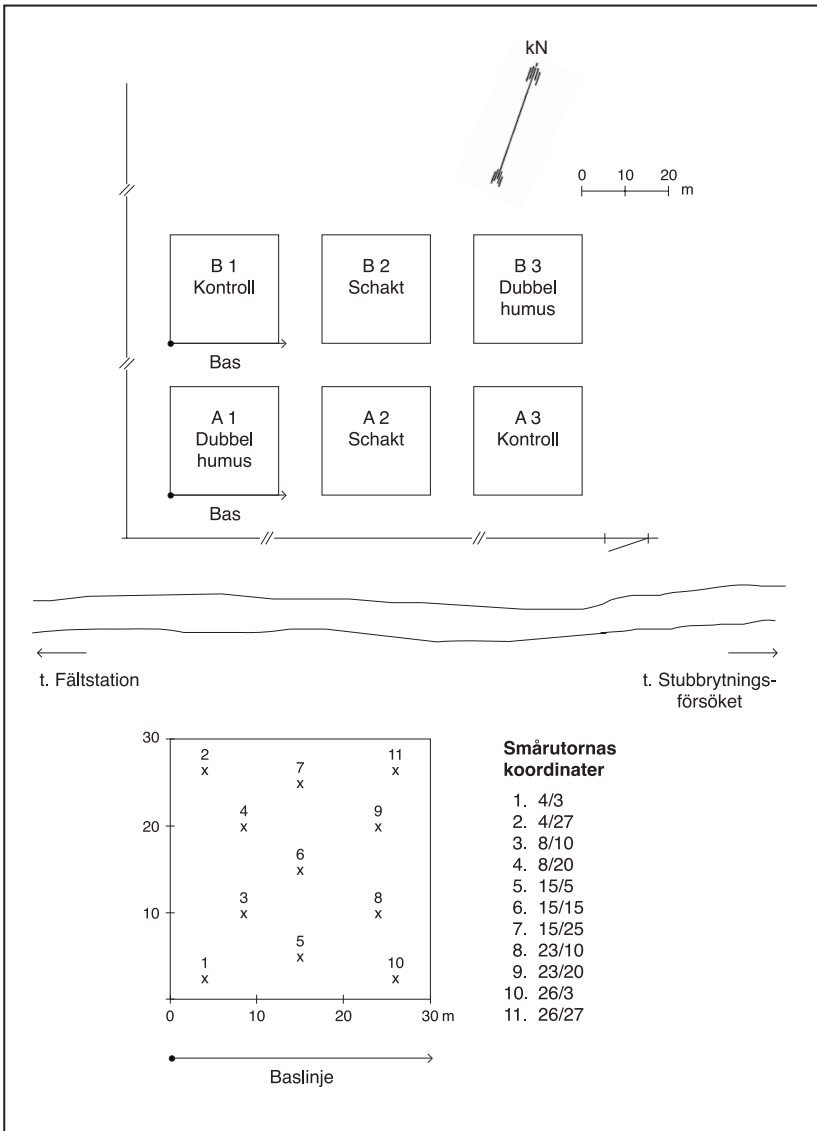 kN
0 10 20
m
B 1
Kontroll
B 2
Schakt
B 3
Dubbel
humus
Bas
A 1
Dubbel
humus
A 2
Schakt
A 3
Kontroll
Bas
t. Fältstation
t. Stubbrytnings-
försöket
30
20
10
2
11
7
4
9
6
3
8
5
1
10
x
x
x
x
x
x
x
x
x
x
x
0 10 20 30 m
Baslinje
Smårutornas
koordinater
1. 4/3
2. 4/27
3. 8/10
4. 8/20
5. 15/5
6. 15/15
7. 15/25
8. 23/10
9. 23/20
10. 26/3
11. 26/27